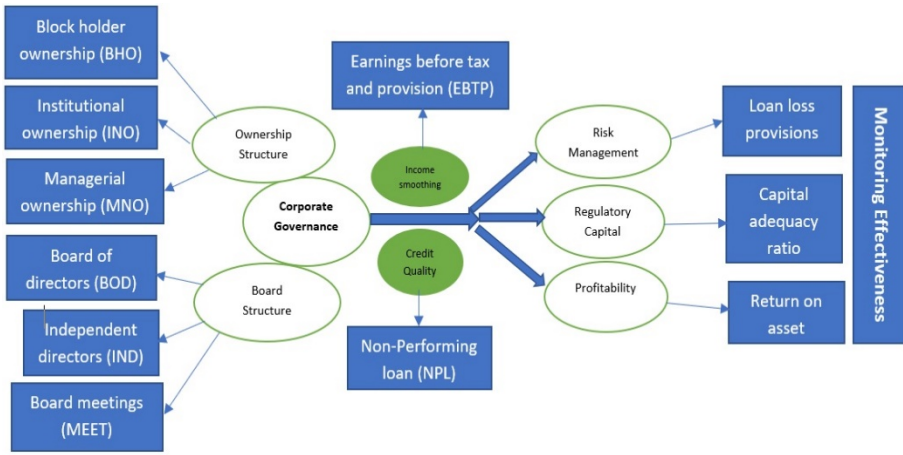 Block holder
ownership (BHO)
Institutional
ownership (INO)
Managerial
ownership (MNO)
Board of
directors (BOD)
Independent
directors (IND)
Board meetings
(MEET)
Ownership
Structure
Corporate
Governance
Board
Structure
Earnings before tax
and provision (EBTP)
Income
smoothing
Credit
Quality
Non-Performing
loan (NPL)
Risk
Management
Regulatory
Capital
Profitability
Loan loss
provisions
Capital
adequacy
ratio
Return on
asset
Monitoring Effectiveness